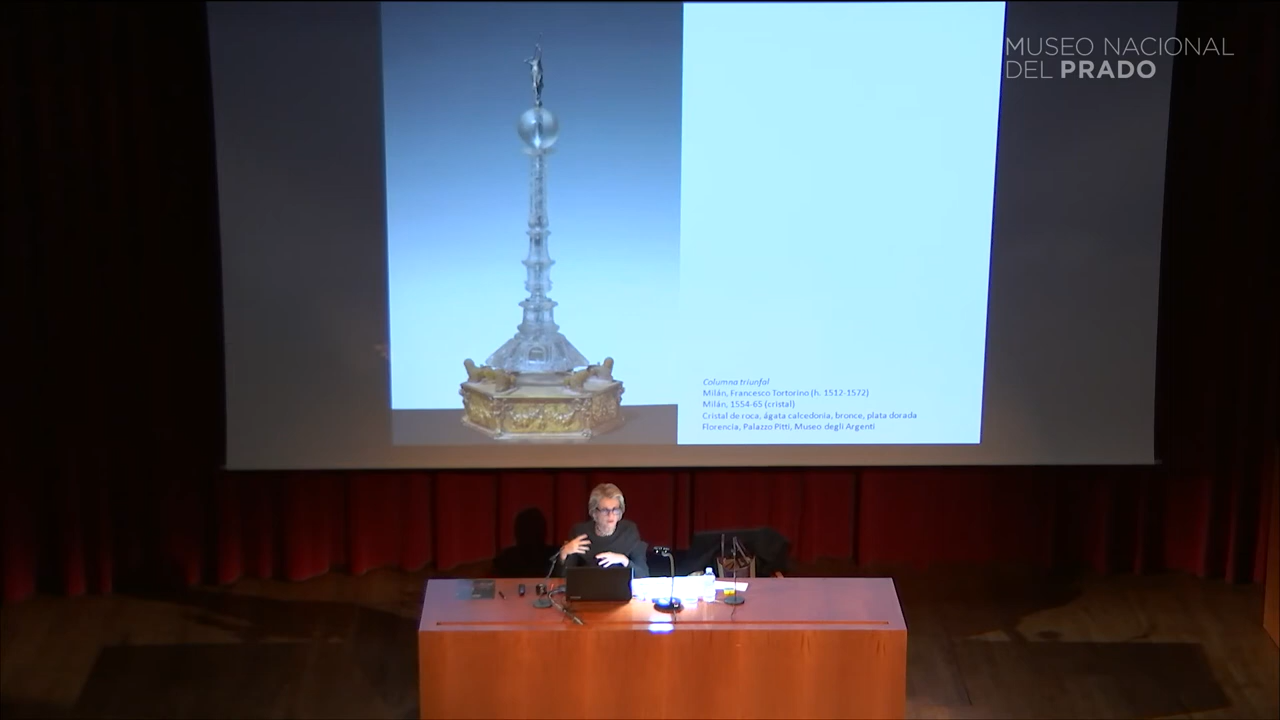 MUSEO NACIONAL
DEL PRADO
Columna triunfal
Milán, Francesco Tortorino (h. 1512-1572)
Milán, 1554-65 (cristal)
Cristal de roca, ágata calcedonia, bronce, plata dorada
Florencia, Palazzo Pitti, Museo degli Argenti